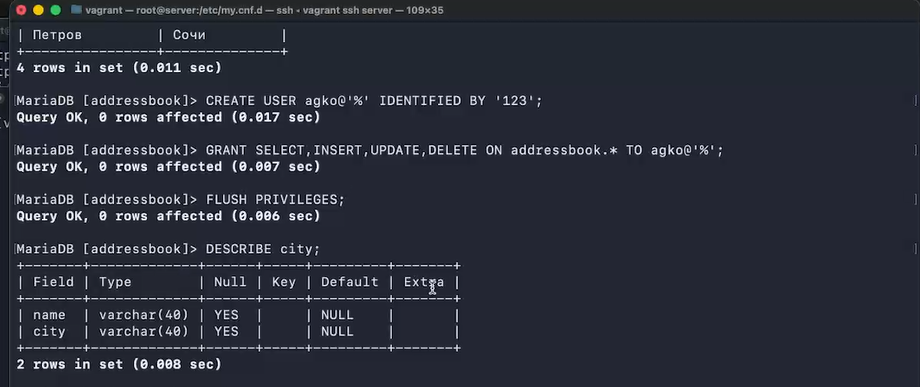 vagrant — root@server:/etc/my.cnf.d — ssh ◂ vagrant ssh server — 109×35
| Петров         | Сочи         |
+----------------+--------------+
4 rows in set (0.011 sec)
MariaDB [addressbook]> CREATE USER agko@'%' IDENTIFIED BY '123';
Query OK, 0 rows affected (0.017 sec)
MariaDB [addressbook]> GRANT SELECT,INSERT,UPDATE,DELETE ON addressbook.* TO agko@'%';
Query OK, 0 rows affected (0.007 sec)
MariaDB [addressbook]> FLUSH PRIVILEGES;
Query OK, 0 rows affected (0.006 sec)
MariaDB [addressbook]> DESCRIBE city;
+-------+-------------+------+-----+---------+-------+
| Field | Type        | Null | Key | Default | Extra |
+-------+-------------+------+-----+---------+-------+
| name  | varchar(40) | YES  |     | NULL    |       |
| city  | varchar(40) | YES  |     | NULL    |       |
+-------+-------------+------+-----+---------+-------+
2 rows in set (0.008 sec)